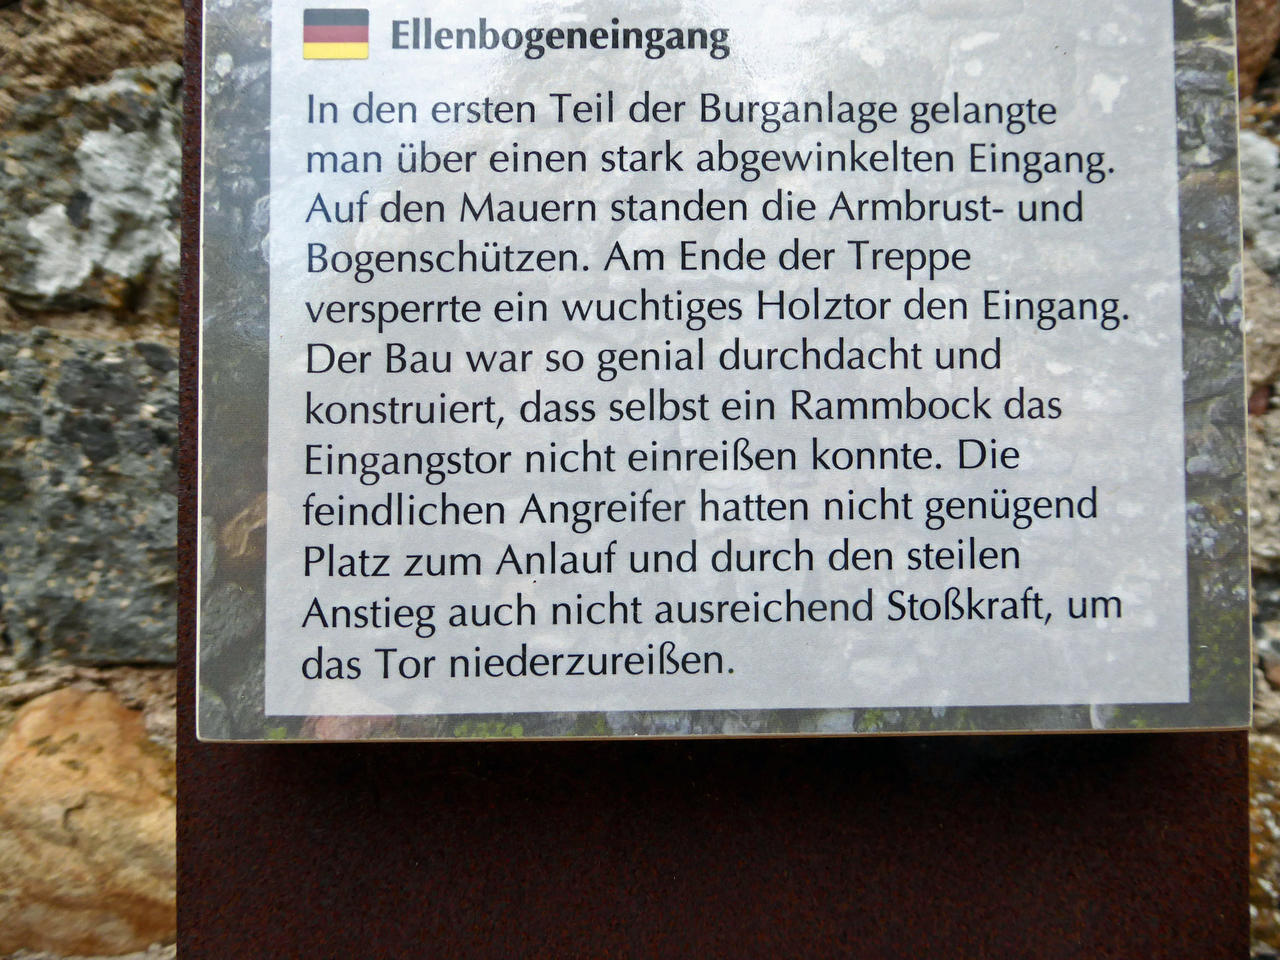 Ellenbogeneingang
In den ersten Teil der Burganlage gelangte
man über einen stark abgewinkelten Eingang.
Auf den Mauern standen die Armbrust- und
Bogenschützen. Am Ende der Treppe
versperrte ein wuchtiges Holztor den Eingang.
Der Bau war so genial durchdacht und
konstruiert, dass selbst ein Rammbock das
Eingangstor nicht einreißen konnte. Die
feindlichen Angreifer hatten nicht genügend
Platz zum Anlauf und durch den steilen
Anstieg auch nicht ausreichend Stoßkraft, um
das Tor niederzureißen.